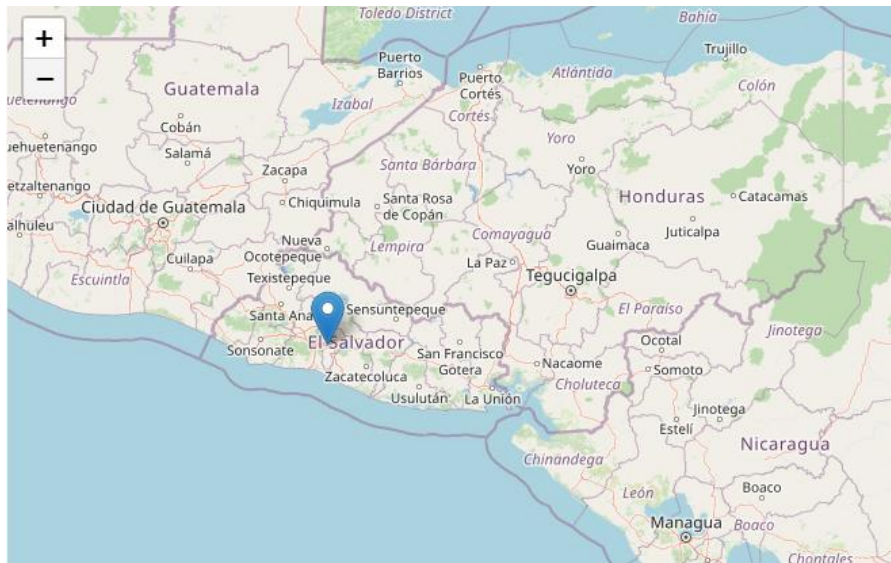 Toledo District
Bahía
+
−
Puerto
Barrios
Puerto
Cortés
Atlántida
Trujillo
Colón
Guatemala
Izabal
Cortés
Cobán
Yoro
Salamá
Santa Bárbara
Yoro
Zacapa
Honduras
Catacamas
Chiquimula
Santa Rosa
de Copán
Ciudad de Guatemala
Juticalpa
Comayagua
Guaimaca
Nueva
Ocotepeque
Lempira
Cuilapa
La Paz
Tegucigalpa
Escuintla
Texistepeque
El Paraíso
Santa Ana
Sensuntepeque
Jinotega
El Salvador
Ocotal
Sonsonate
San Francisco
Gotera
Nacaome
Somoto
Zacatecoluca
Choluteca
Usulután
La Unión
Jinotega
Estelí
Nicaragua
Chinandega
León
Boaco
Managua
Boaco
Chontales